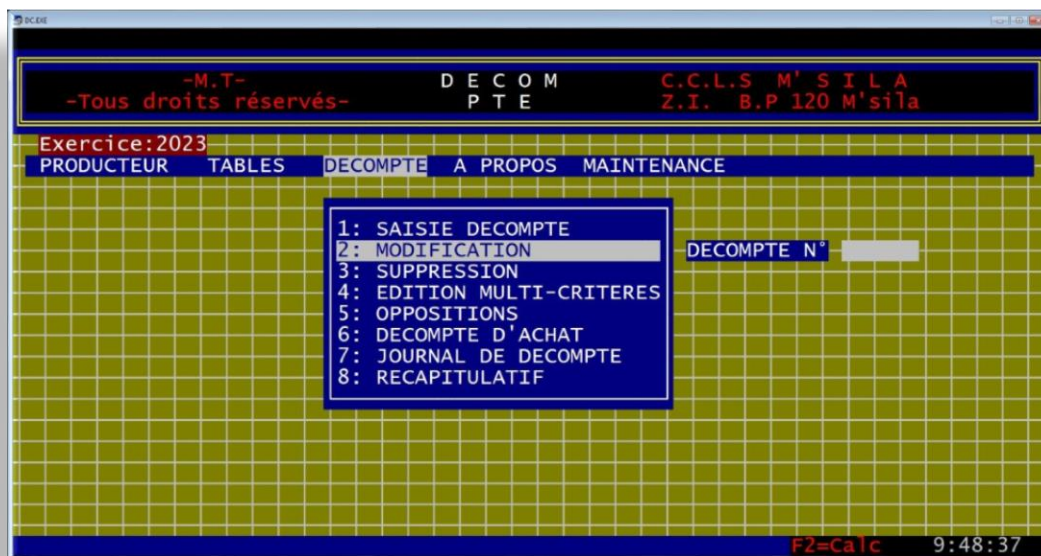 DC.EXE
-M.T- D E C O M C.C.L.S M' S I L A
-Tous droits réservés- P T E Z.I. B.P 120 M'sila
Exercice:2023
PRODUCTEUR TABLES DECOMPTE A PROPOS MAINTENANCE
1: SAISIE DECOMPTE
2: MODIFICATION DECOMPTE N°
3: SUPPRESSION
4: EDITION MULTI-CRITERES
5: OPPOSITIONS
6: DECOMPTE D'ACHAT
7: JOURNAL DE DECOMPTE
8: RECAPITULATIF
F2=Calc 9:48:37